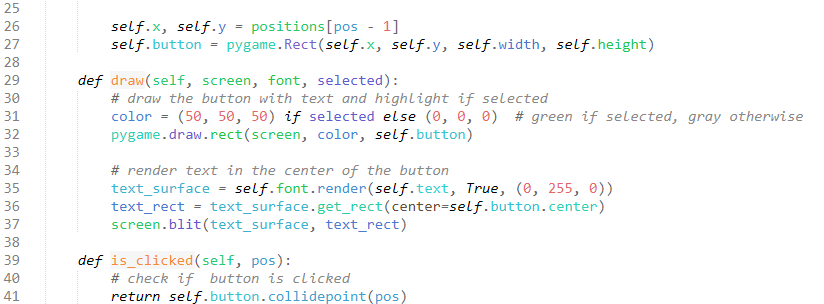 25
26 self.x, self.y = positions[pos - 1]
27 self.button = pygame.Rect(self.x, self.y, self.width, self.height)
28
29 def draw(self, screen, font, selected):
30 # draw the button with text and highlight if selected
31 color = (50, 50, 50) if selected else (0, 0, 0)  # green if selected, gray otherwise
32 pygame.draw.rect(screen, color, self.button)
33
34 # render text in the center of the button
35 text_surface = self.font.render(self.text, True, (0, 255, 0))
36 text_rect = text_surface.get_rect(center=self.button.center)
37 screen.blit(text_surface, text_rect)
38
39 def is_clicked(self, pos):
40 # check if  button is clicked
41 return self.button.collidepoint(pos)